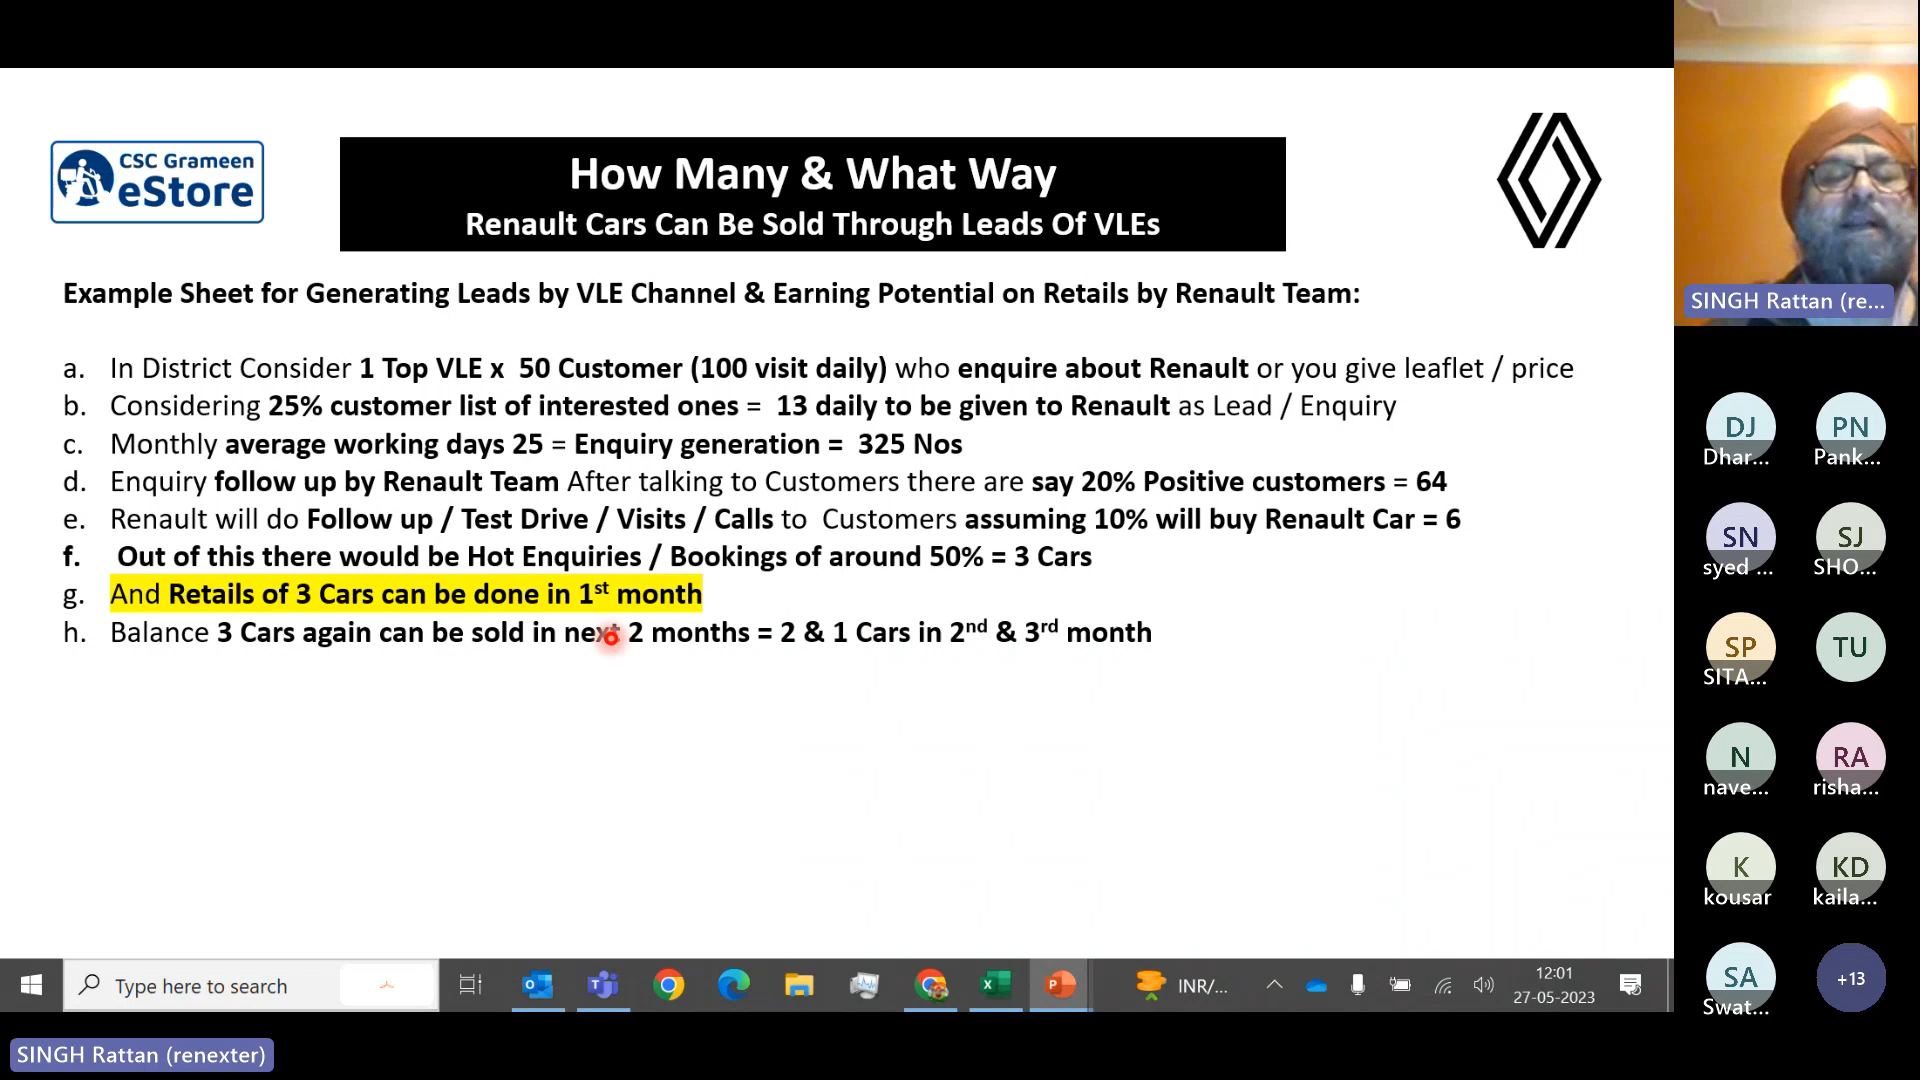 CSC Grameen
eStore
How Many & What Way
Renault Cars Can Be Sold Through Leads Of VLEs
Example Sheet for Generating Leads by VLE Channel & Earning Potential on Retails by Renault Team:
a. In District Consider 1 Top VLE x 50 Customer (100 visit daily) who enquire about Renault or you give leaflet / price
b. Considering 25% customer list of interested ones = 13 daily to be given to Renault as Lead / Enquiry
c. Monthly average working days 25 = Enquiry generation = 325 Nos
d. Enquiry follow up by Renault Team After talking to Customers there are say 20% Positive customers = 64
e. Renault will do Follow up / Test Drive / Visits / Calls to Customers assuming 10% will buy Renault Car = 6
f. Out of this there would be Hot Enquiries / Bookings of around 50% = 3 Cars
g. And Retails of 3 Cars can be done in 1st month
h. Balance 3 Cars again can be sold in next 2 months = 2 & 1 Cars in 2nd & 3rd month
SINGH Rattan (re...
DJ PN
Dhar... Pank...
SN SJ
syed ... SHO...
SP TU
SITA...
N RA
nave... risha...
K KD
kousar kaila...
SA +13
Swat...
Type here to search
INR/...
12:01
27-05-2023
SINGH Rattan (renexter)